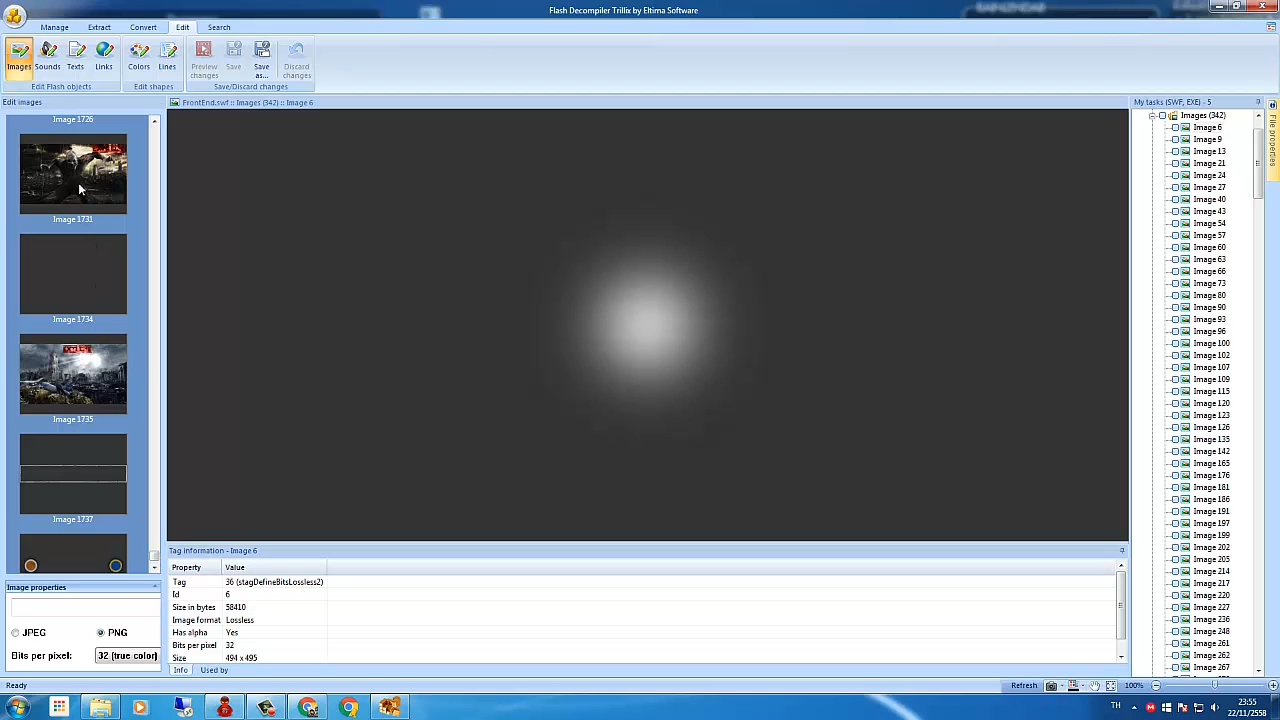 Flash Decompiler Trillix by Eltima Software
Manage Extract Convert Edit Search
Images Sounds Texts Links Colors Lines Preview changes Save Save as... Discard changes
Edit Flash objects Edit shapes Save/Discard changes
Edit images
FrontEnd.swf :: Images (342) :: Image 6
My tasks (SWF, EXE) - 5
File properties
Image 1726
Image 1731
Image 1734
Image 1735
Image 1737
Images (342)
Image 6
Image 9
Image 13
Image 21
Image 24
Image 27
Image 40
Image 43
Image 54
Image 57
Image 60
Image 63
Image 66
Image 73
Image 80
Image 90
Image 93
Image 96
Image 100
Image 102
Image 107
Image 109
Image 115
Image 120
Image 123
Image 126
Image 135
Image 142
Image 165
Image 176
Image 181
Image 186
Image 191
Image 197
Image 199
Image 202
Image 205
Image 214
Image 217
Image 220
Image 227
Image 236
Image 248
Image 261
Image 262
Image 267
Tag information - Image 6
Property Value
Tag 36 (stagDefineBitsLossless2)
Id 6
Size in bytes 58410
Image format Lossless
Has alpha Yes
Bits per pixel 32
Size 494 x 495
Info Used by
Image properties
JPEG PNG
Bits per pixel: 32 (true color)
Ready
Refresh 100%
TH
23:55
22/11/2558